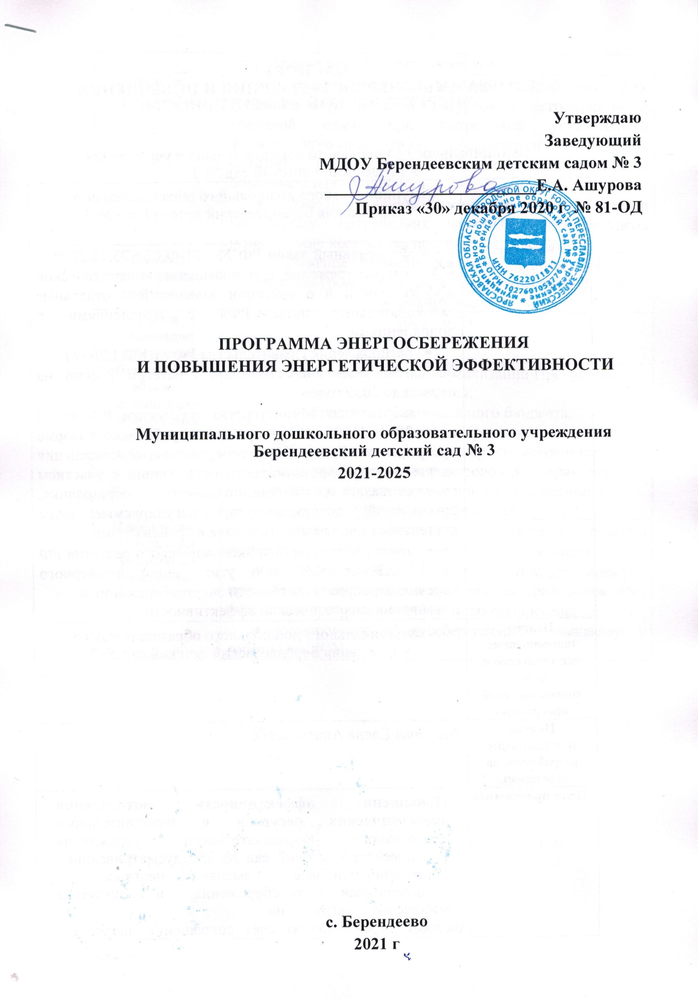 Утверждаю
Заведующий
МДОУ Берендеевским детским садом № 3
Ашурова Е.А. Ашурова
Приказ «30» декабря 2020 г № 81-ОД
ЯРОСЛАВСКАЯ ОБЛАСТЬ ГОРОДСКОЙ ОКРУГ ГОРОД ПЕРЕСЛАВЛЬ-ЗАЛЕССКИЙ
* муниципальное дошкольное образовательное учреждение
*Берендеевский детский сад №3*
ОГРН 1027601053776
ИНН 7622011811
ПРОГРАММА ЭНЕРГОСБЕРЕЖЕНИЯ
И ПОВЫШЕНИЯ ЭНЕРГЕТИЧЕСКОЙ ЭФФЕКТИВНОСТИ
Муниципального дошкольного образовательного учреждения
Берендеевский детский сад № 3
2021-2025
с. Берендеево
2021 г